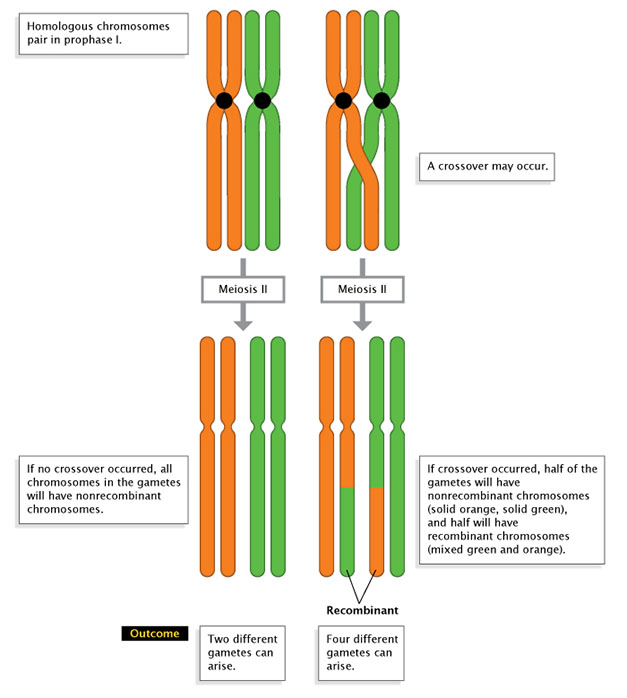 Homologous chromosomes
pair in prophase I.
A crossover may occur.
Meiosis II
Meiosis II
If no crossover occurred, all
chromosomes in the gametes
will have nonrecombinant
chromosomes.
If crossover occurred, half of the
gametes will have
nonrecombinant chromosomes
(solid orange, solid green),
and half will have
recombinant chromosomes
(mixed green and orange).
Recombinant
Outcome
Two different
gametes can
arise.
Four different
gametes can
arise.